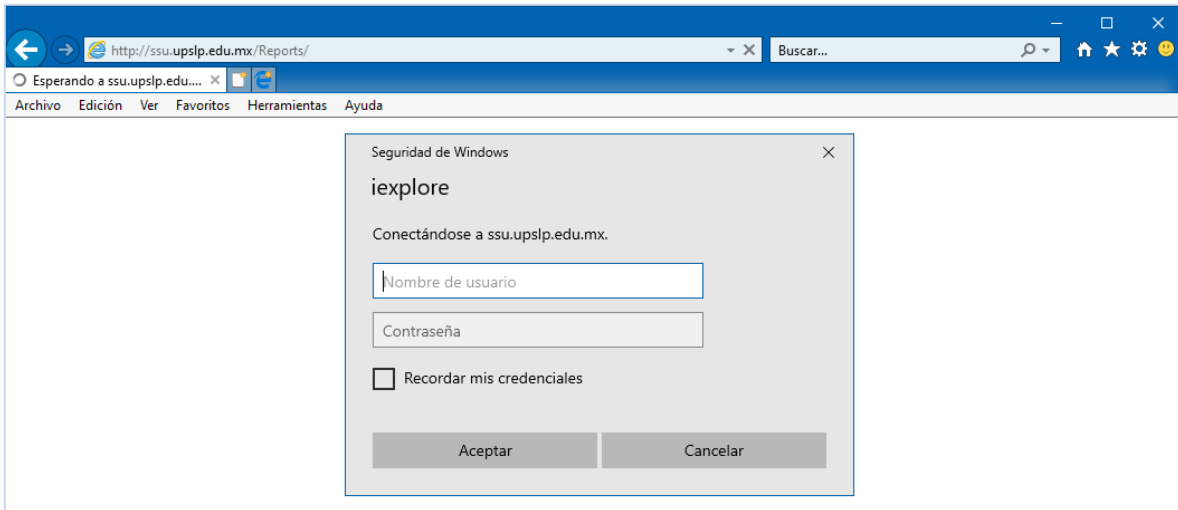 http://ssu.upslp.edu.mx/Reports/
Buscar...
Esperando a ssu.upslp.edu....
Archivo Edición Ver Favoritos Herramientas Ayuda
Seguridad de Windows
iexplore
Conectándose a ssu.upslp.edu.mx.
Nombre de usuario
Contraseña
Recordar mis credenciales
Aceptar Cancelar